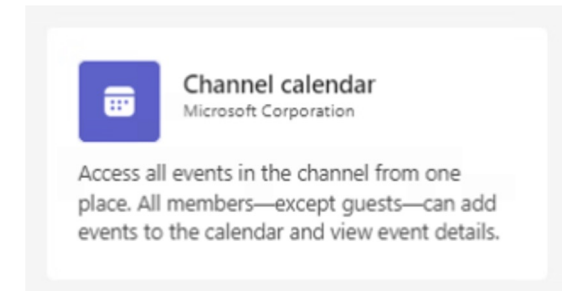 Channel calendar
Microsoft Corporation
Access all events in the channel from one
place. All members—except guests—can add
events to the calendar and view event details.